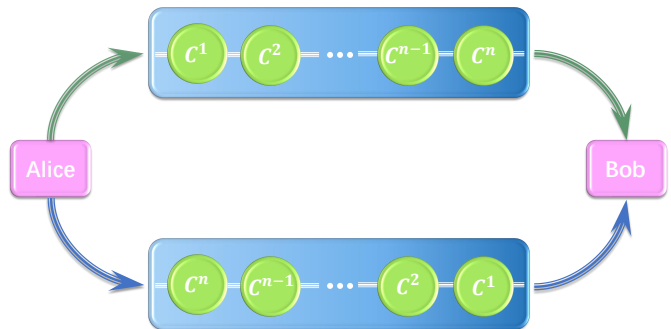 C¹ C² ••• Cⁿ⁻¹ Cⁿ
Alice Bob
Cⁿ Cⁿ⁻¹ ••• C² C¹